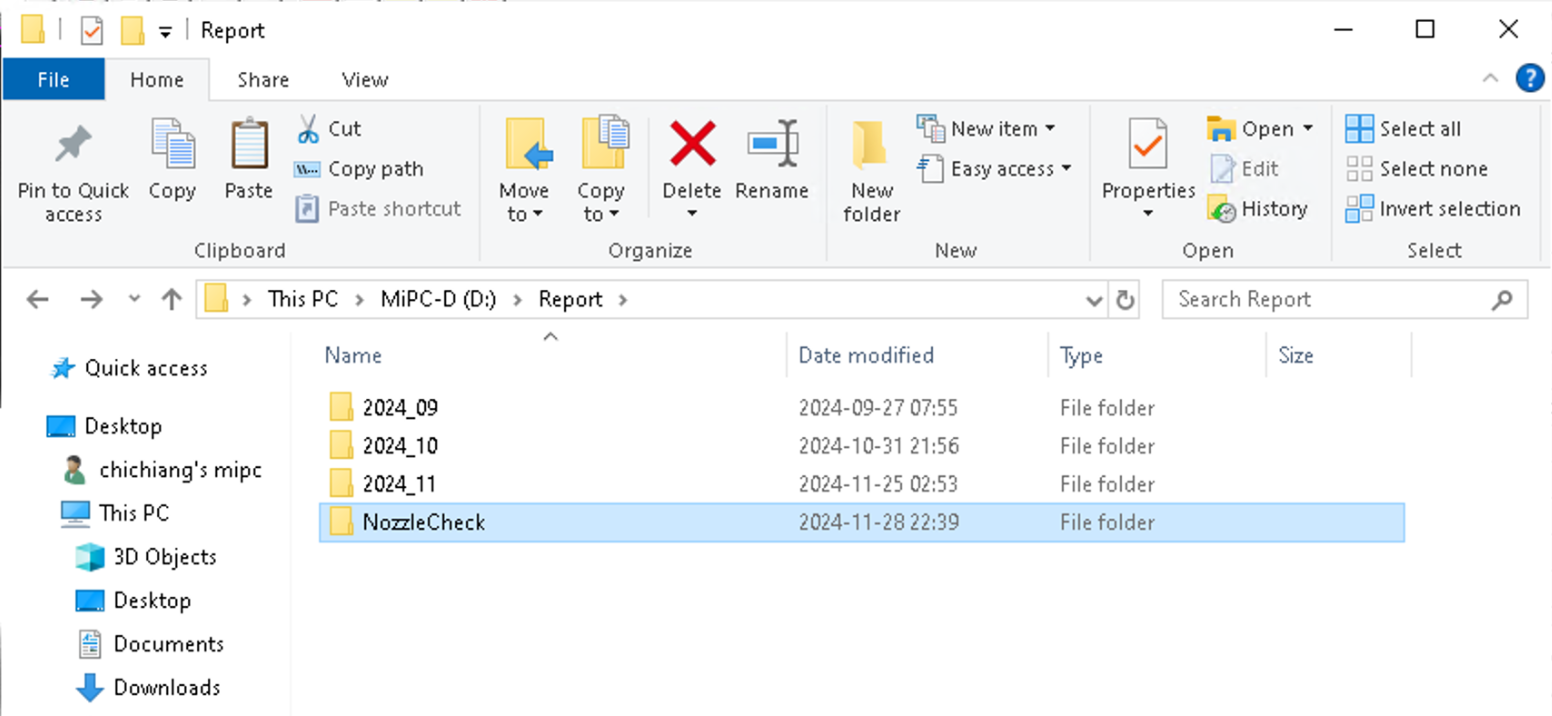 Report
File Home Share View
Pin to Quick access
Copy
Paste
Cut
Copy path
Paste shortcut
Clipboard
Move to
Copy to
Delete
Rename
Organize
New folder
New item
Easy access
New
Properties
Open
Edit
History
Open
Select all
Select none
Invert selection
Select
This PC > MiPC-D (D:) > Report >
Search Report
Name Date modified Type Size
2024_09 2024-09-27 07:55 File folder
2024_10 2024-10-31 21:56 File folder
2024_11 2024-11-25 02:53 File folder
NozzleCheck 2024-11-28 22:39 File folder
Quick access
Desktop
chichiang's mipc
This PC
3D Objects
Desktop
Documents
Downloads